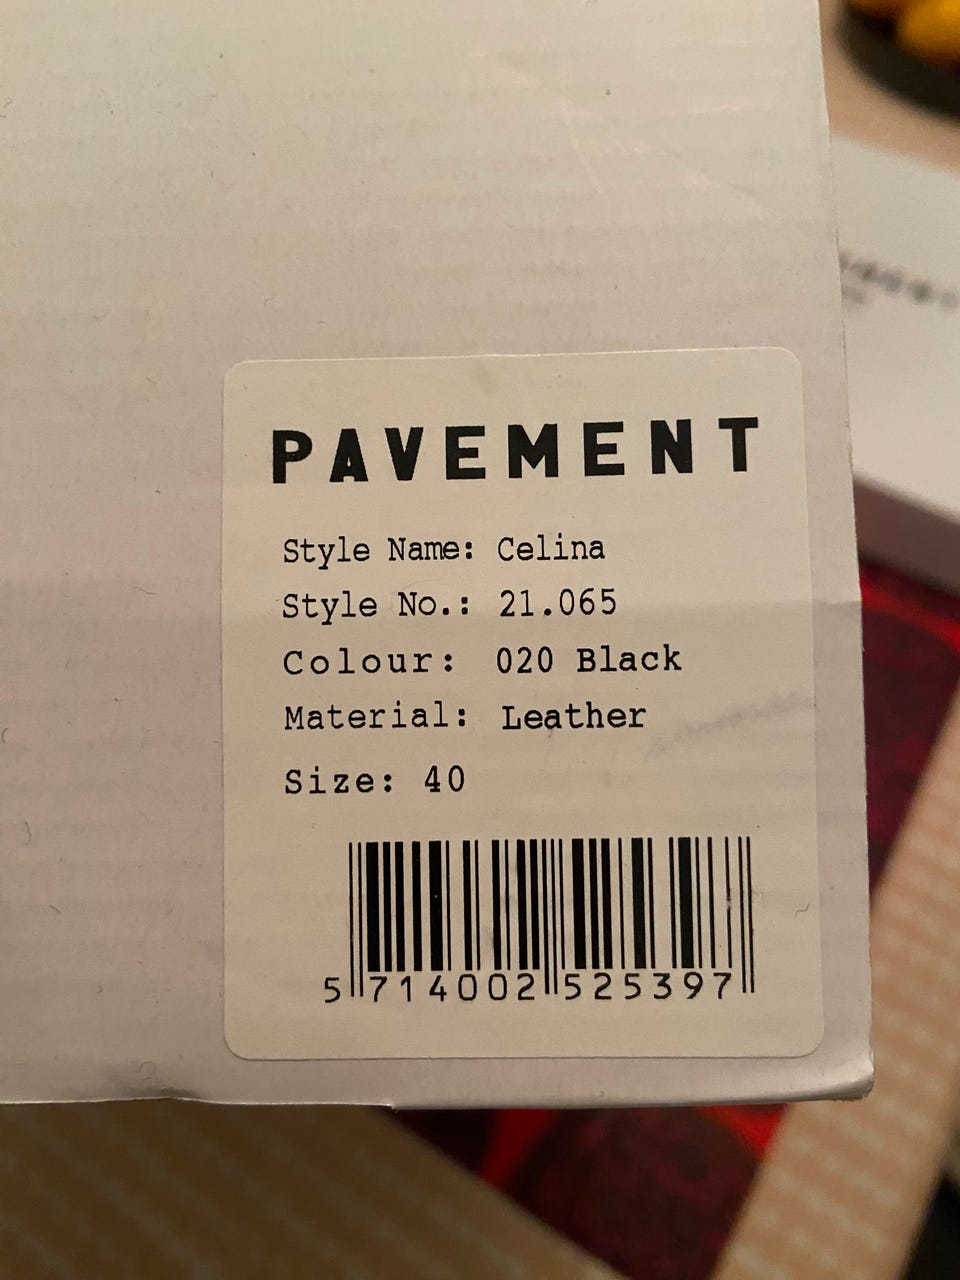 PAVEMENT
Style Name: Celina
Style No.: 21.065
Colour: 020 Black
Material: Leather
Size: 40
5 714002 525397